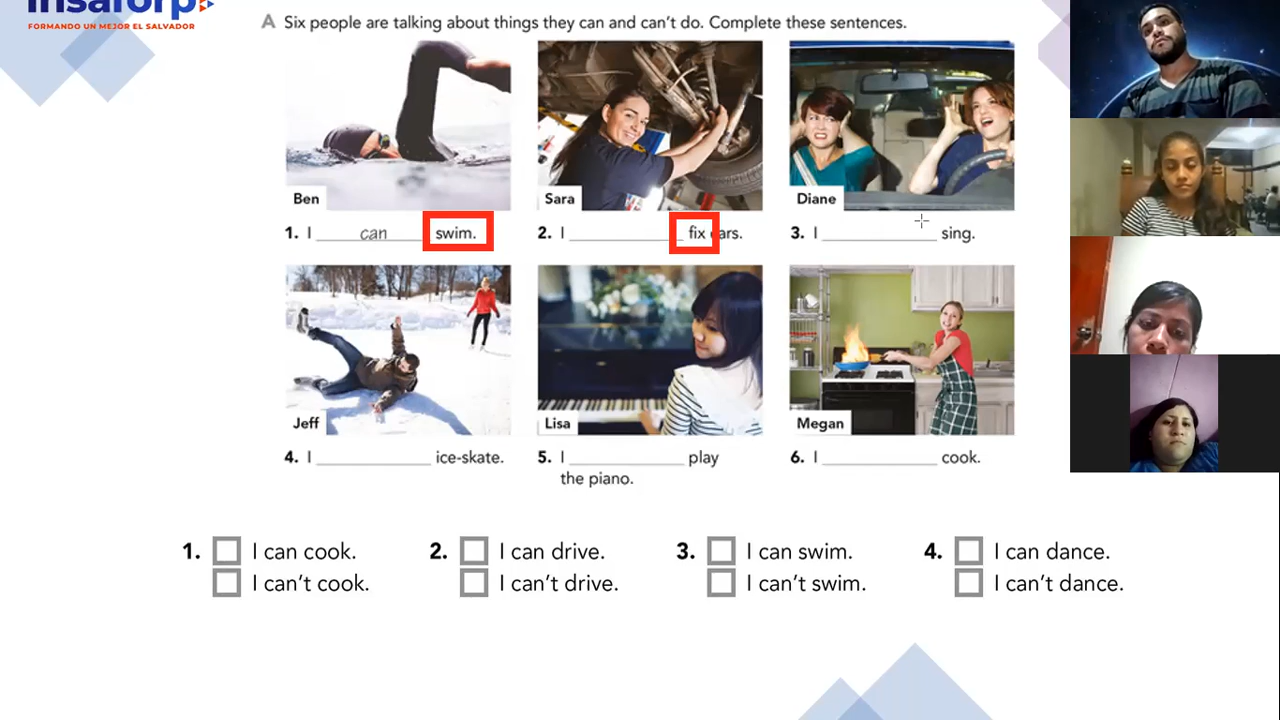 insaforp
FORMANDO UN MEJOR EL SALVADOR
A Six people are talking about things they can and can't do. Complete these sentences.
Ben
Sara
Diane
1. I can swim.
2. I fix cars.
3. I sing.
Jeff
Lisa
Megan
4. I ice-skate.
5. I play
the piano.
6. I cook.
1. I can cook.
I can't cook.
2. I can drive.
I can't drive.
3. I can swim.
I can't swim.
4. I can dance.
I can't dance.